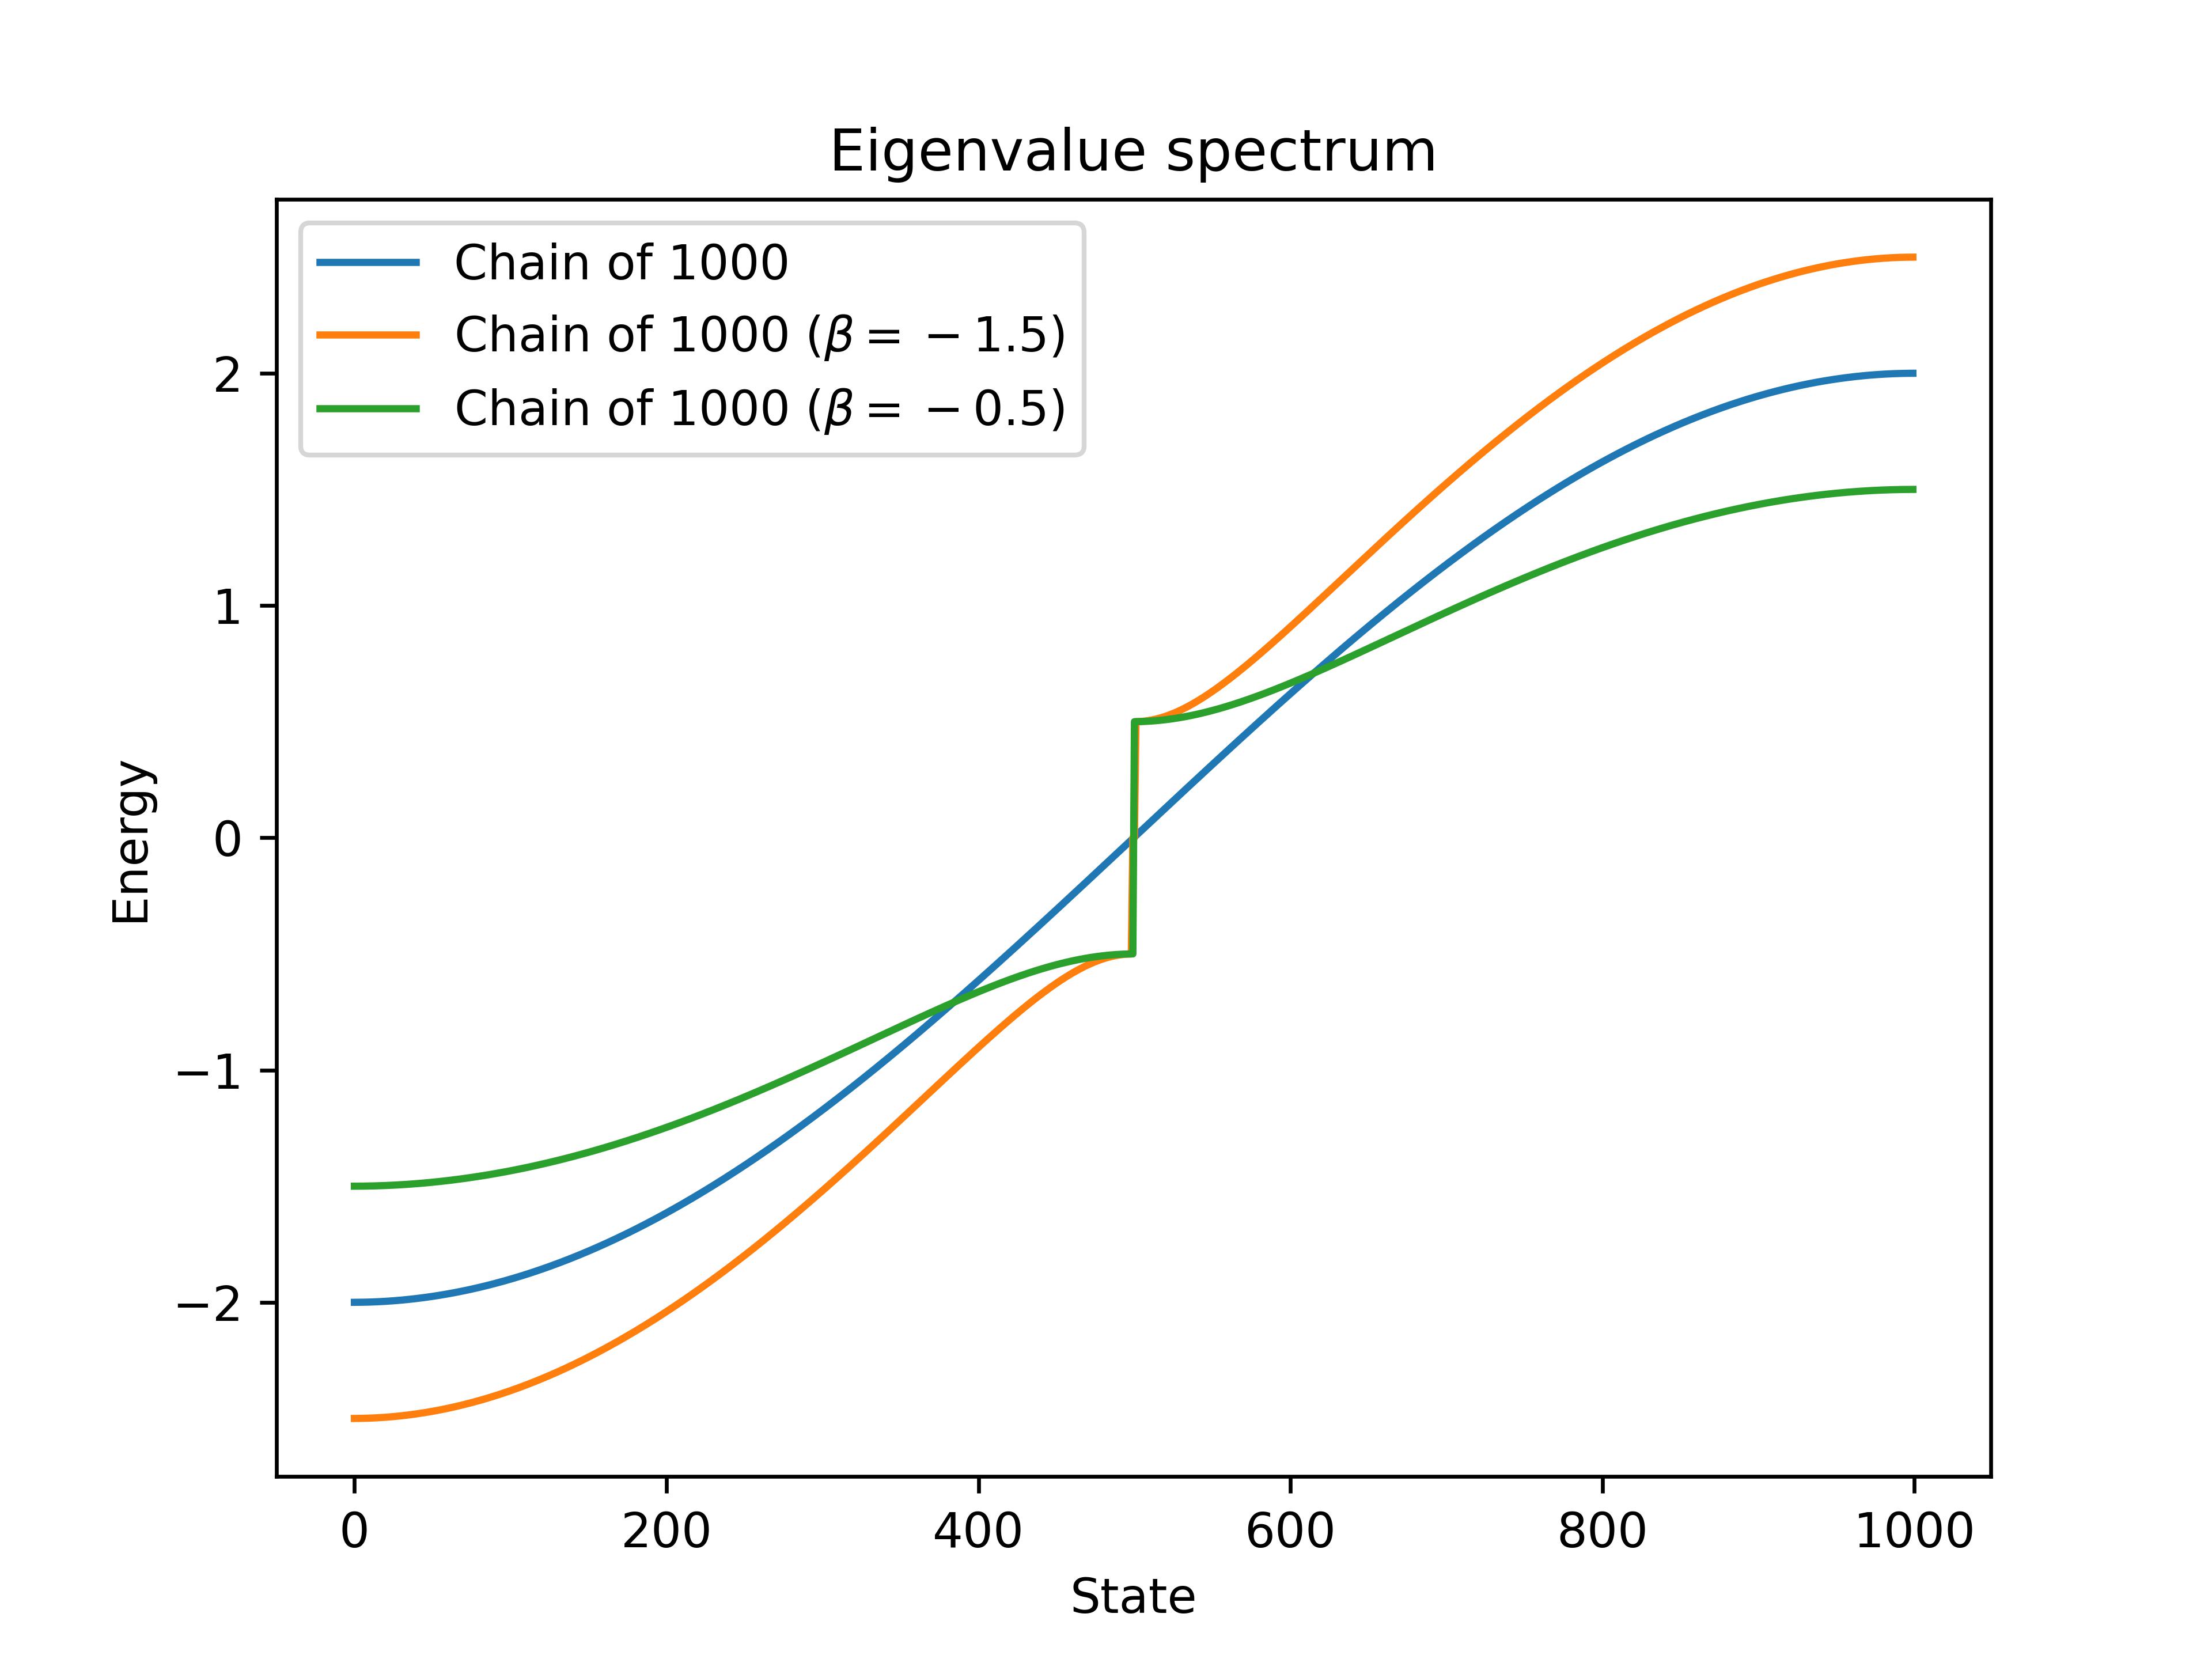 Eigenvalue spectrum
Chain of 1000
Chain of 1000 (β = − 1.5)
Chain of 1000 (β = − 0.5)
2
1
0
−1
−2
Energy
0 200 400 600 800 1000
State